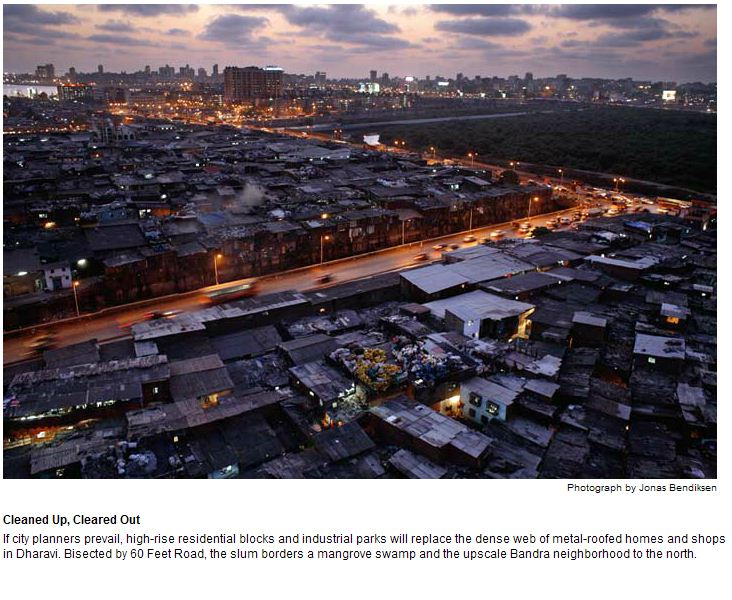 Photograph by Jonas Bendiksen
Cleaned Up, Cleared Out
If city planners prevail, high-rise residential blocks and industrial parks will replace the dense web of metal-roofed homes and shops
in Dharavi. Bisected by 60 Feet Road, the slum borders a mangrove swamp and the upscale Bandra neighborhood to the north.